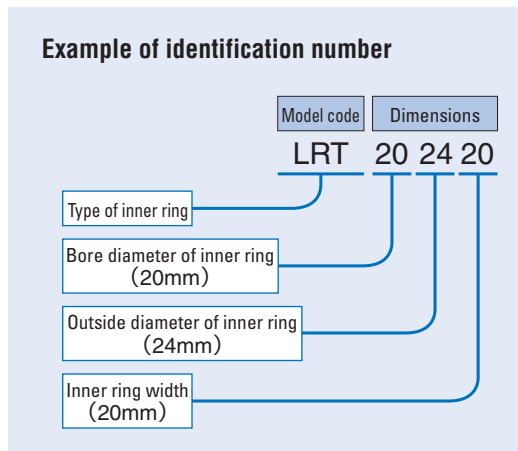 Example of identification number
Model code Dimensions
LRT 20 24 20
Type of inner ring
Bore diameter of inner ring
（20mm）
Outside diameter of inner ring
（24mm）
Inner ring width
（20mm）